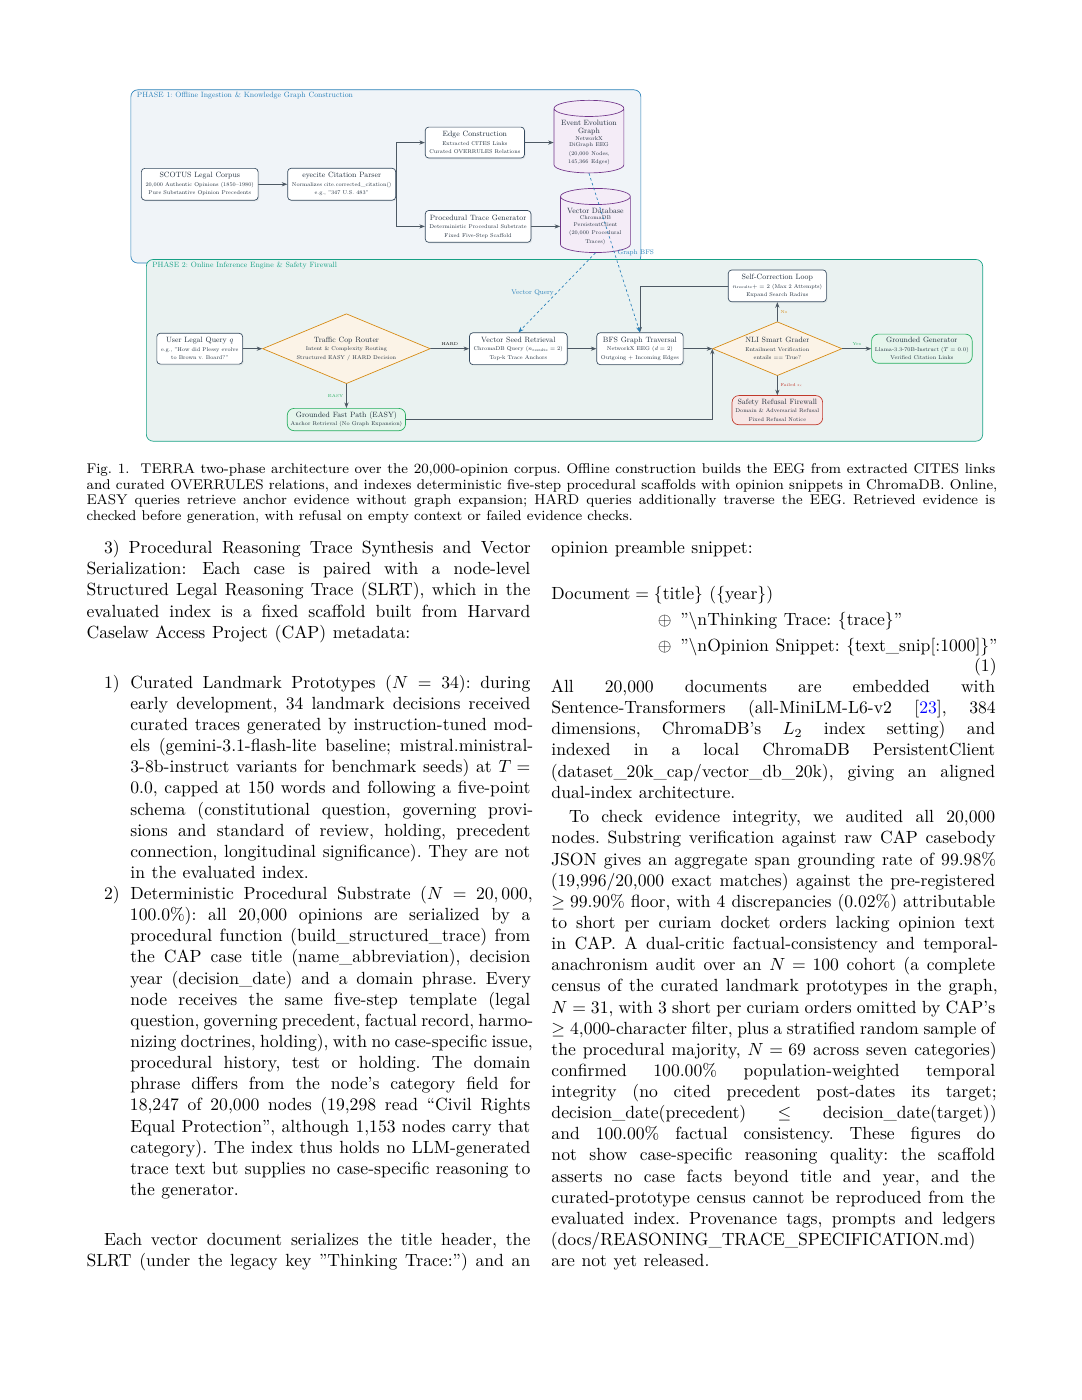 PHASE 1: Offline Ingestion & Knowledge Graph Construction
SCOTUS Legal Corpus
20,000 Authentic Opinions (1850–1980)
Pure Substantive Opinion Precedents
eyecite Citation Parser
Normalizes cite.corrected_citation()
e.g., "347 U.S. 483"
Edge Construction
Extracted CITES Links
Curated OVERRULES Relations
Event Evolution
Graph
NetworkX
DiGraph EEG
(20,000 Nodes,
145,366 Edges)
Procedural Trace Generator
Deterministic Procedural Substrate
Fixed Five-Step Scaffold
Vector Database
ChromaDB
PersistentClient
(20,000 Procedural
Traces)
Graph BFS
PHASE 2: Online Inference Engine & Safety Firewall
Vector Query
Self-Correction Loop
+ = 2 (Max 2 Attempts)
Expand Search Radius
No
User Legal Query q
e.g., "How did Plessy evolve
to Brown v. Board?"
Traffic Cop Router
Intent & Complexity Routing
Structured EASY / HARD Decision
HARD
Vector Seed Retrieval
ChromaDB Query (n = 2)
Top-k Trace Anchors
BFS Graph Traversal
NetworkX EEG (d = 2)
Outgoing + Incoming Edges
NLI Smart Grader
Entailment Verification
entails == True?
Yes
Grounded Generator
Llama-3.3-70B-Instruct (T = 0.0)
Verified Citation Links
EASY
Failed
Grounded Fast Path (EASY)
Anchor Retrieval (No Graph Expansion)
Safety Refusal Firewall
Domain & Adversarial Refusal
Fixed Refusal Notice
Fig. 1. TERRA two-phase architecture over the 20,000-opinion corpus. Offline construction builds the EEG from extracted CITES links
and curated OVERRULES relations, and indexes deterministic five-step procedural scaffolds with opinion snippets in ChromaDB. Online,
EASY queries retrieve anchor evidence without graph expansion; HARD queries additionally traverse the EEG. Retrieved evidence is
checked before generation, with refusal on empty context or failed evidence checks.
3) Procedural Reasoning Trace Synthesis and Vector
Serialization: Each case is paired with a node-level
Structured Legal Reasoning Trace (SLRT), which in the
evaluated index is a fixed scaffold built from Harvard
Caselaw Access Project (CAP) metadata:
1) Curated Landmark Prototypes (N = 34): during
early development, 34 landmark decisions received
curated traces generated by instruction-tuned mod-
els (gemini-3.1-flash-lite baseline; mistral.ministral-
3-8b-instruct variants for benchmark seeds) at T =
0.0, capped at 150 words and following a five-point
schema (constitutional question, governing provi-
sions and standard of review, holding, precedent
connection, longitudinal significance). They are not
in the evaluated index.
2) Deterministic Procedural Substrate (N = 20,000,
100.0%): all 20,000 opinions are serialized by a
procedural function (build_structured_trace) from
the CAP case title (name_abbreviation), decision
year (decision_date) and a domain phrase. Every
node receives the same five-step template (legal
question, governing precedent, factual record, harmo-
nizing doctrines, holding), with no case-specific issue,
procedural history, test or holding. The domain
phrase differs from the node's category field for
18,247 of 20,000 nodes (19,298 read “Civil Rights
Equal Protection”, although 1,153 nodes carry that
category). The index thus holds no LLM-generated
trace text but supplies no case-specific reasoning to
the generator.
Each vector document serializes the title header, the
SLRT (under the legacy key ”Thinking Trace:”) and an
opinion preamble snippet:
Document = {title} ({year})
⊕ ”\nThinking Trace: {trace}”
⊕ ”\nOpinion Snippet: {text_snip[:1000]}”
(1)
All 20,000 documents are embedded with
Sentence-Transformers (all-MiniLM-L6-v2 [23], 384
dimensions, ChromaDB's L2 index setting) and
indexed in a local ChromaDB PersistentClient
(dataset_20k_cap/vector_db_20k), giving an aligned
dual-index architecture.
To check evidence integrity, we audited all 20,000
nodes. Substring verification against raw CAP casebody
JSON gives an aggregate span grounding rate of 99.98%
(19,996/20,000 exact matches) against the pre-registered
≥ 99.90% floor, with 4 discrepancies (0.02%) attributable
to short per curiam docket orders lacking opinion text
in CAP. A dual-critic factual-consistency and temporal-
anachronism audit over an N = 100 cohort (a complete
census of the curated landmark prototypes in the graph,
N = 31, with 3 short per curiam orders omitted by CAP's
≥ 4,000-character filter, plus a stratified random sample of
the procedural majority, N = 69 across seven categories)
confirmed 100.00% population-weighted temporal
integrity (no cited precedent post-dates its target;
decision_date(precedent) ≤ decision_date(target))
and 100.00% factual consistency. These figures do
not show case-specific reasoning quality: the scaffold
asserts no case facts beyond title and year, and the
curated-prototype census cannot be reproduced from the
evaluated index. Provenance tags, prompts and ledgers
(docs/REASONING_TRACE_SPECIFICATION.md)
are not yet released.